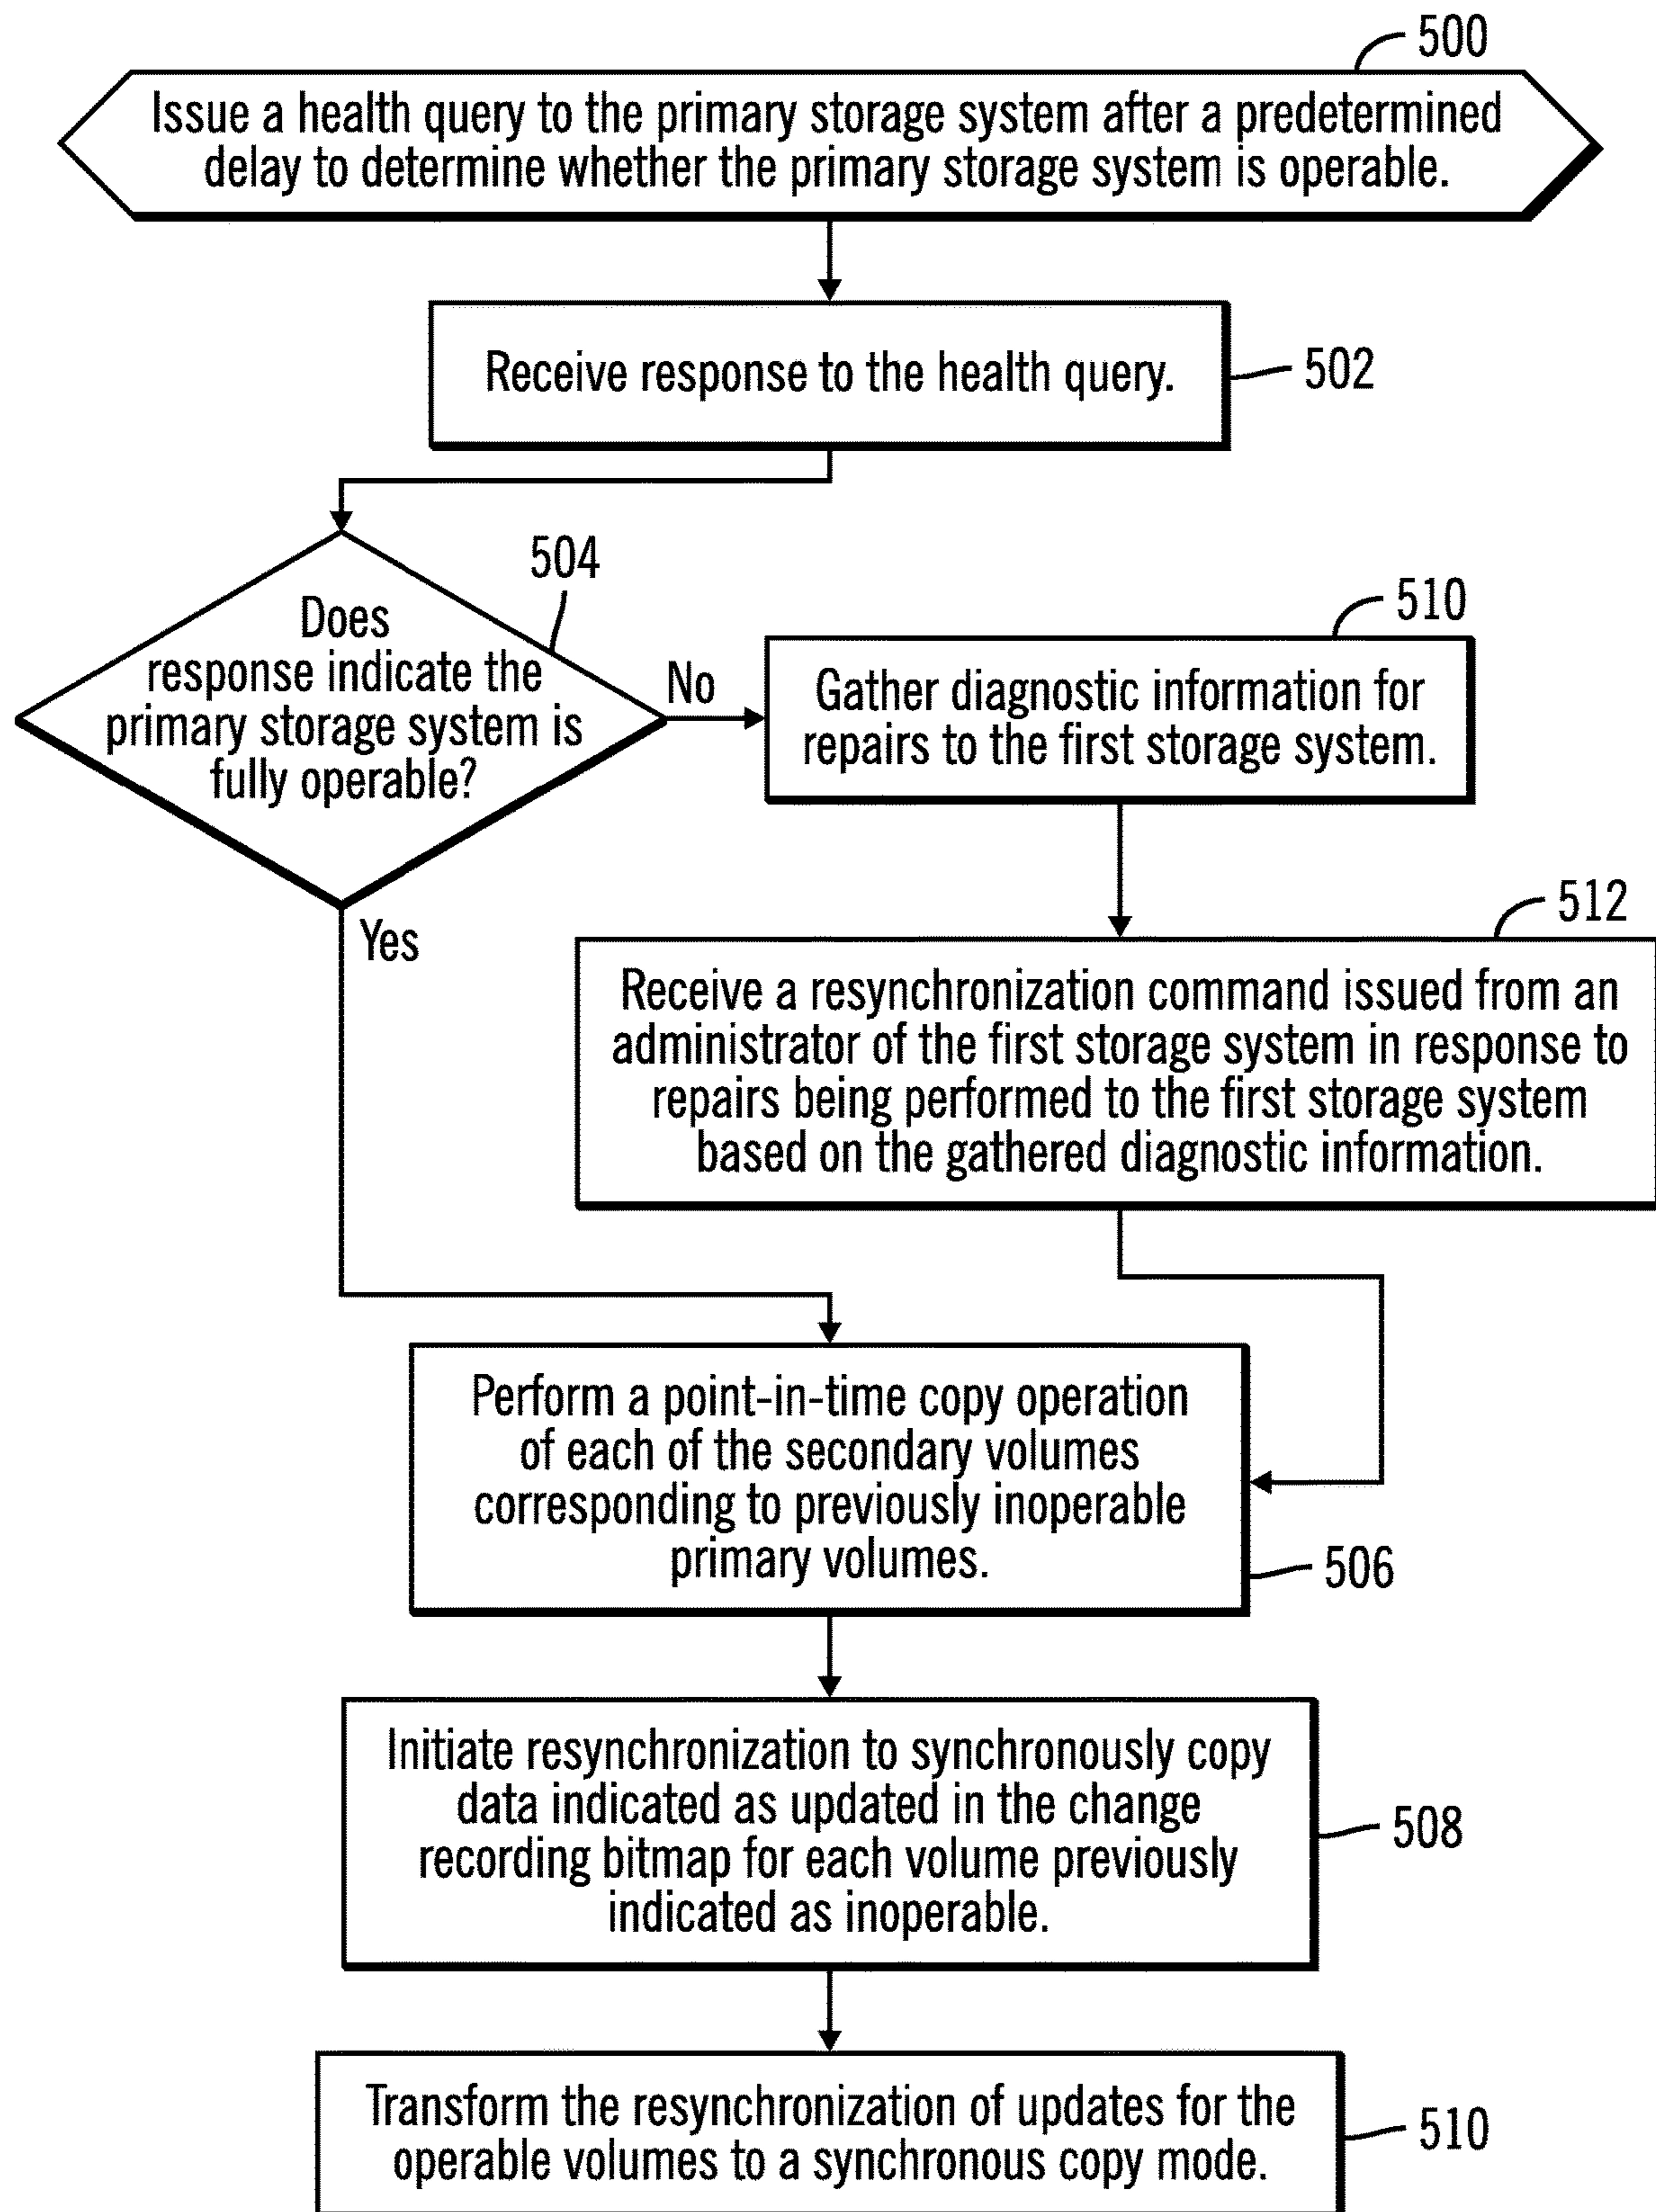 500
Issue a health query to the primary storage system after a predetermined
delay to determine whether the primary storage system is operable.
Receive response to the health query.
502
504
Does
response indicate the
primary storage system is
fully operable?
No
Yes
510
Gather diagnostic information for
repairs to the first storage system.
512
Receive a resynchronization command issued from an
administrator of the first storage system in response to
repairs being performed to the first storage system
based on the gathered diagnostic information.
Perform a point-in-time copy operation
of each of the secondary volumes
corresponding to previously inoperable
primary volumes.
506
Initiate resynchronization to synchronously copy
data indicated as updated in the change
recording bitmap for each volume previously
indicated as inoperable.
508
Transform the resynchronization of updates for the
operable volumes to a synchronous copy mode.
510